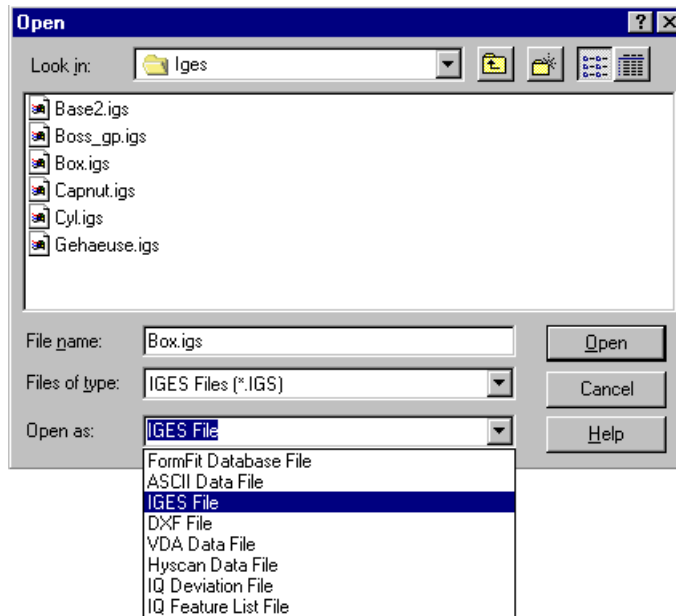 Open
Look in: Iges
Base2.igs
Boss_gp.igs
Box.igs
Capnut.igs
Cyl.igs
Gehaeuse.igs
File name: Box.igs Open
Files of type: IGES Files (*.IGS) Cancel
Open as: IGES File Help
FormFit Database File
ASCII Data File
IGES File
DXF File
VDA Data File
Hyscan Data File
IQ Deviation File
IQ Feature List File